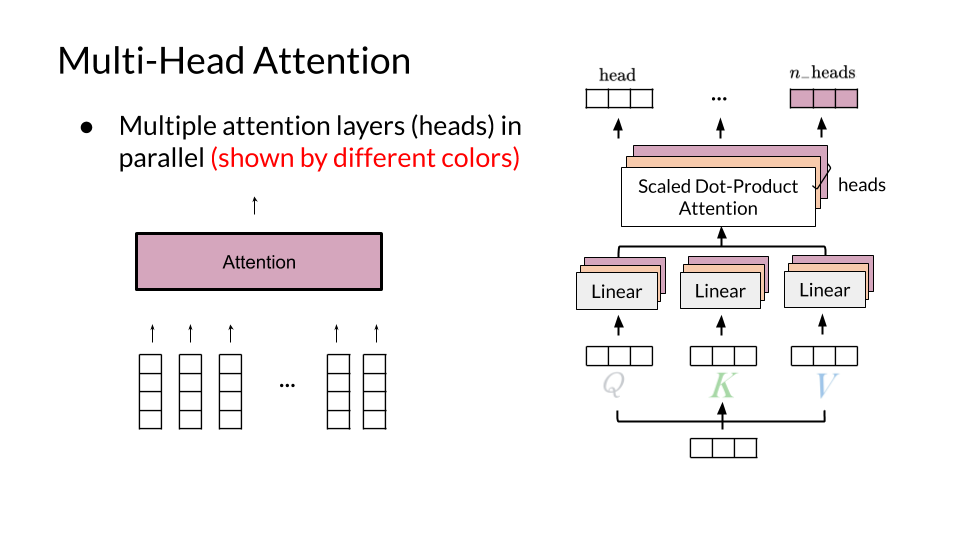 Multi-Head Attention
● Multiple attention layers (heads) in
parallel (shown by different colors)
Attention
...
head
...
n_heads
Scaled Dot-Product
Attention
heads
Linear
Linear
Linear
Q
K
V